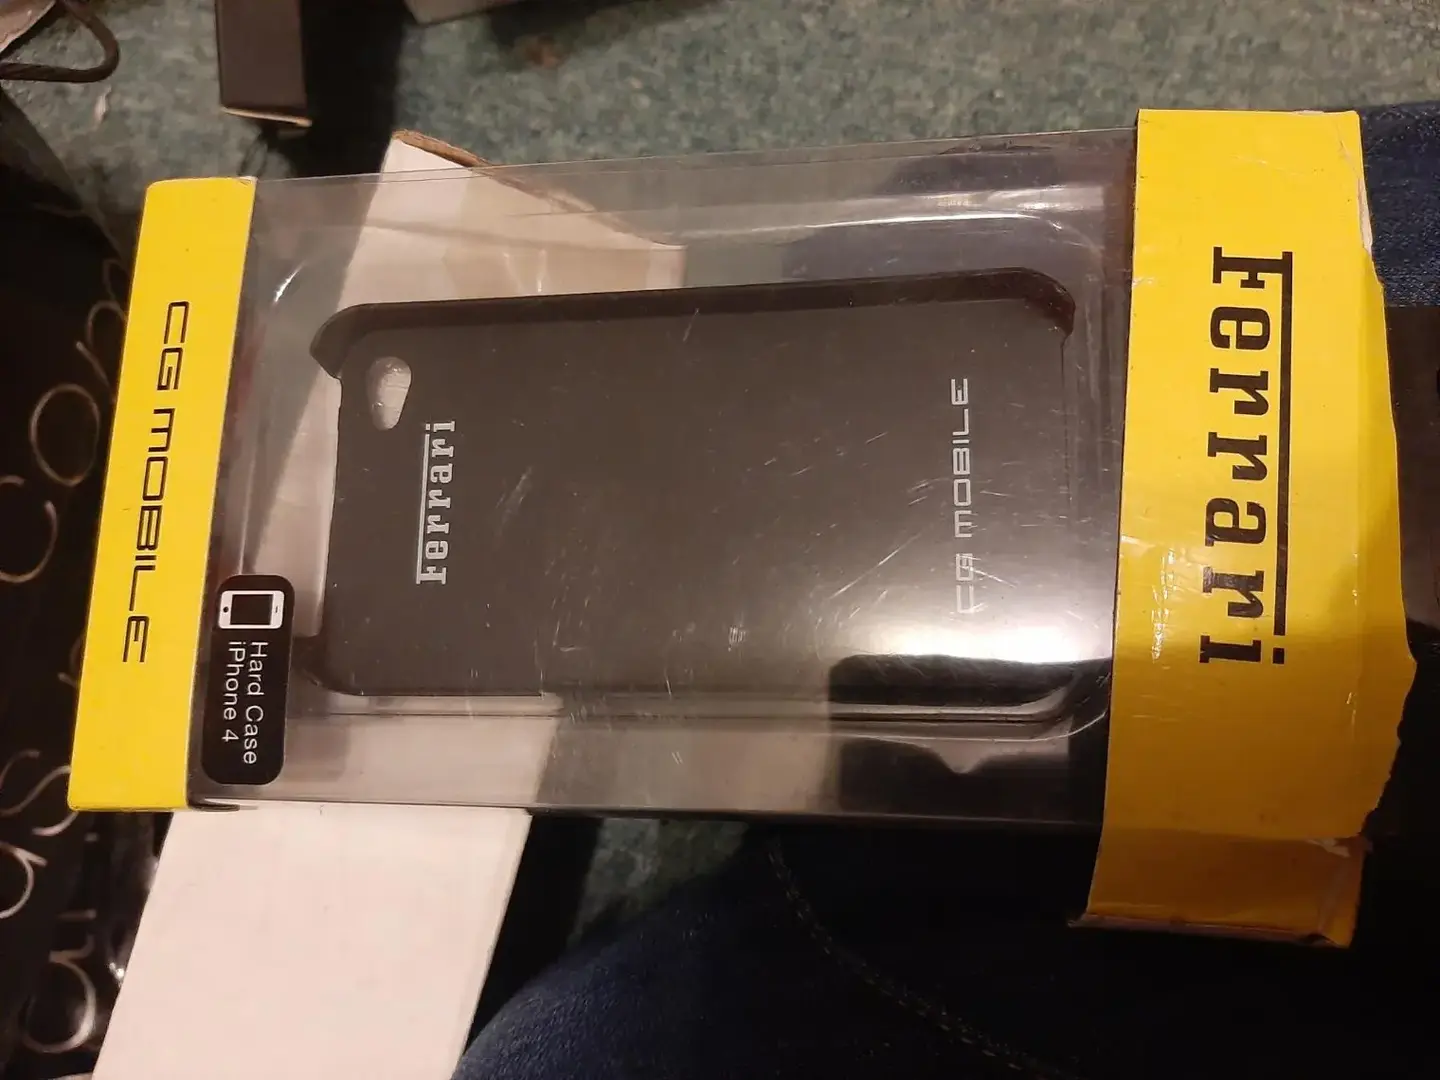 Ferrari
Ferrari
CG MOBILE
Hard Case
iPhone 4
CG MOBILE